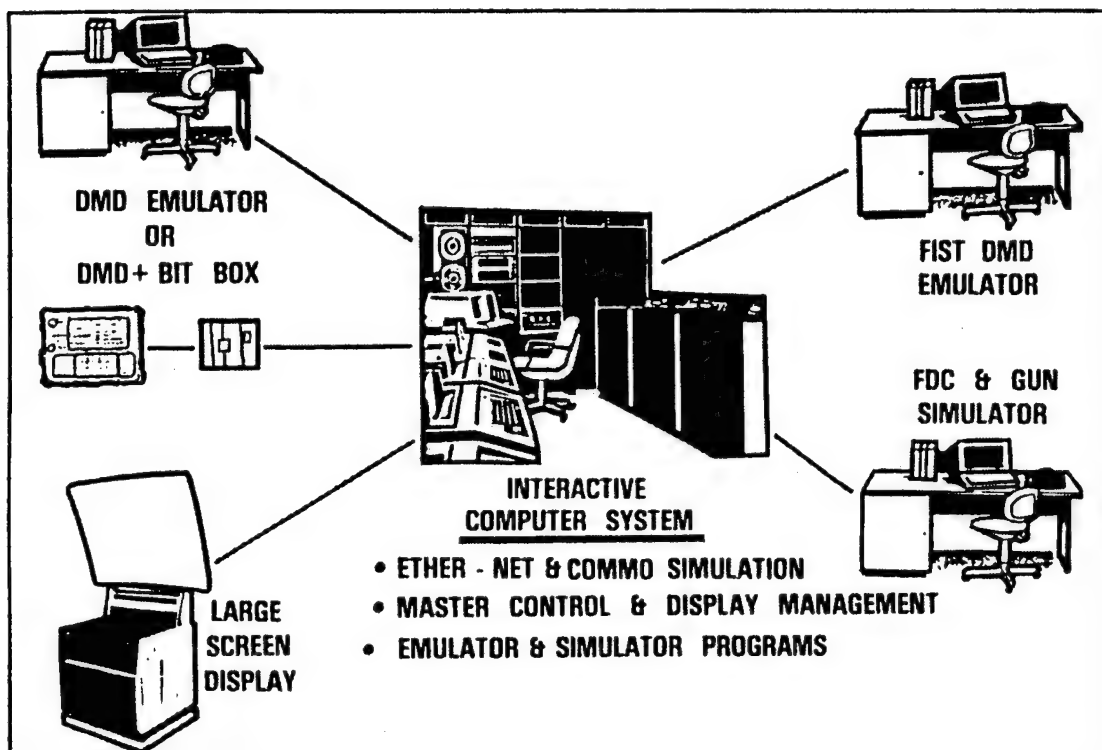 DMD EMULATOR
OR
DMD + BIT BOX
FIST DMD
EMULATOR
FDC & GUN
SIMULATOR
LARGE
SCREEN
DISPLAY
INTERACTIVE
COMPUTER SYSTEM
• ETHER - NET & COMMO SIMULATION
• MASTER CONTROL & DISPLAY MANAGEMENT
• EMULATOR & SIMULATOR PROGRAMS